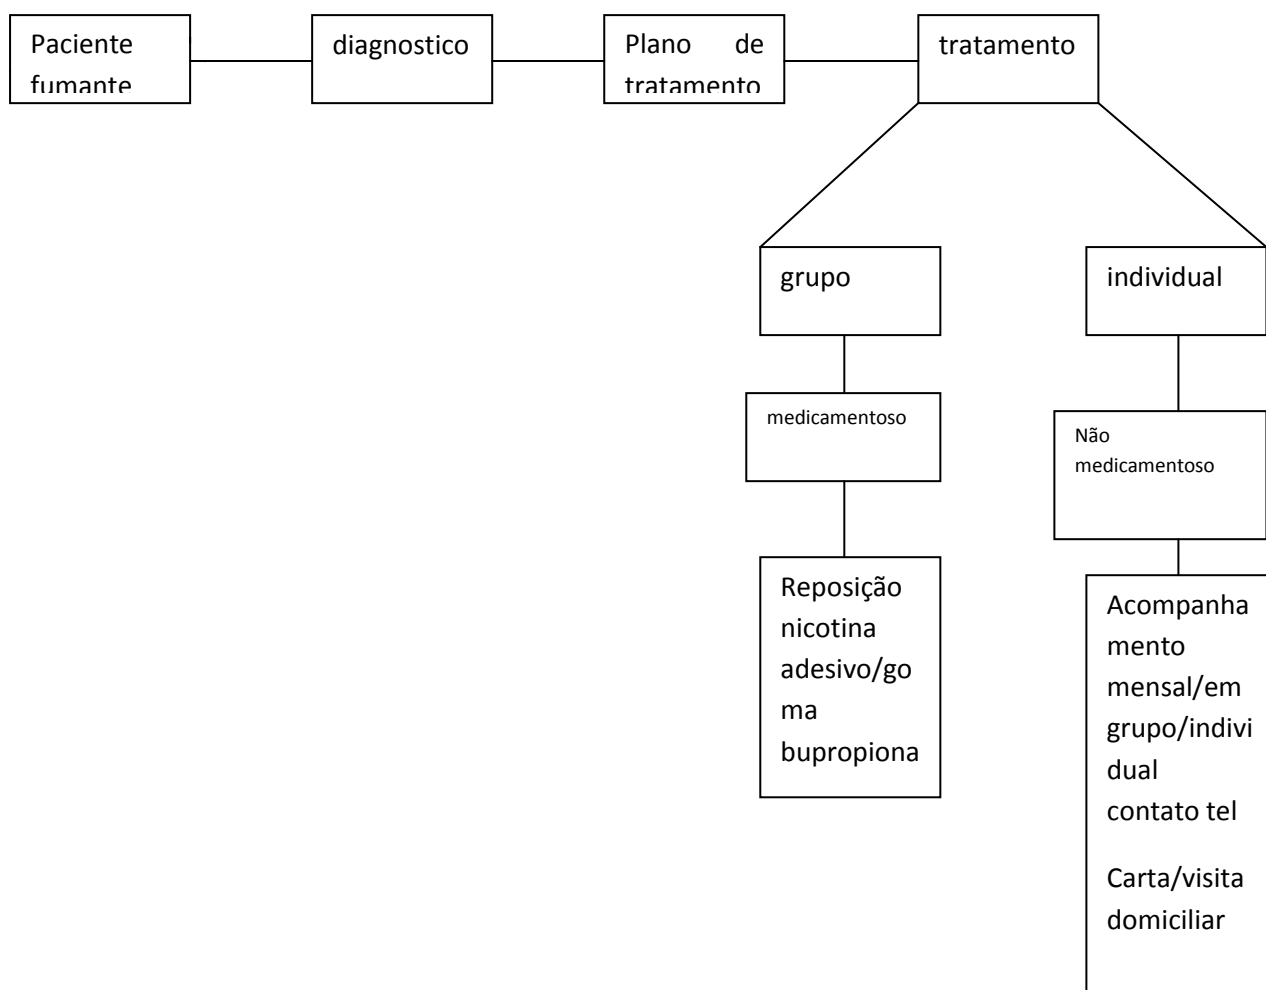 Paciente
fumante
diagnostico
Plano de
tratamento
tratamento
grupo
individual
medicamentoso
Não
medicamentoso
Reposição
nicotina
adesivo/go
ma
bupropiona
Acompanha
mento
mensal/em
grupo/indivi
dual
contato tel
Carta/visita
domiciliar